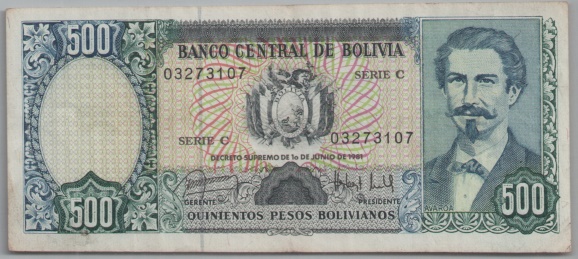 500
BANCO CENTRAL DE BOLIVIA
03273107 SERIE C
SERIE C 03273107
DECRETO SUPREMO DE 1o DE JUNIO DE 1981
GERENTE PRESIDENTE
AVAROA
500 QUINIENTOS PESOS BOLIVIANOS 500